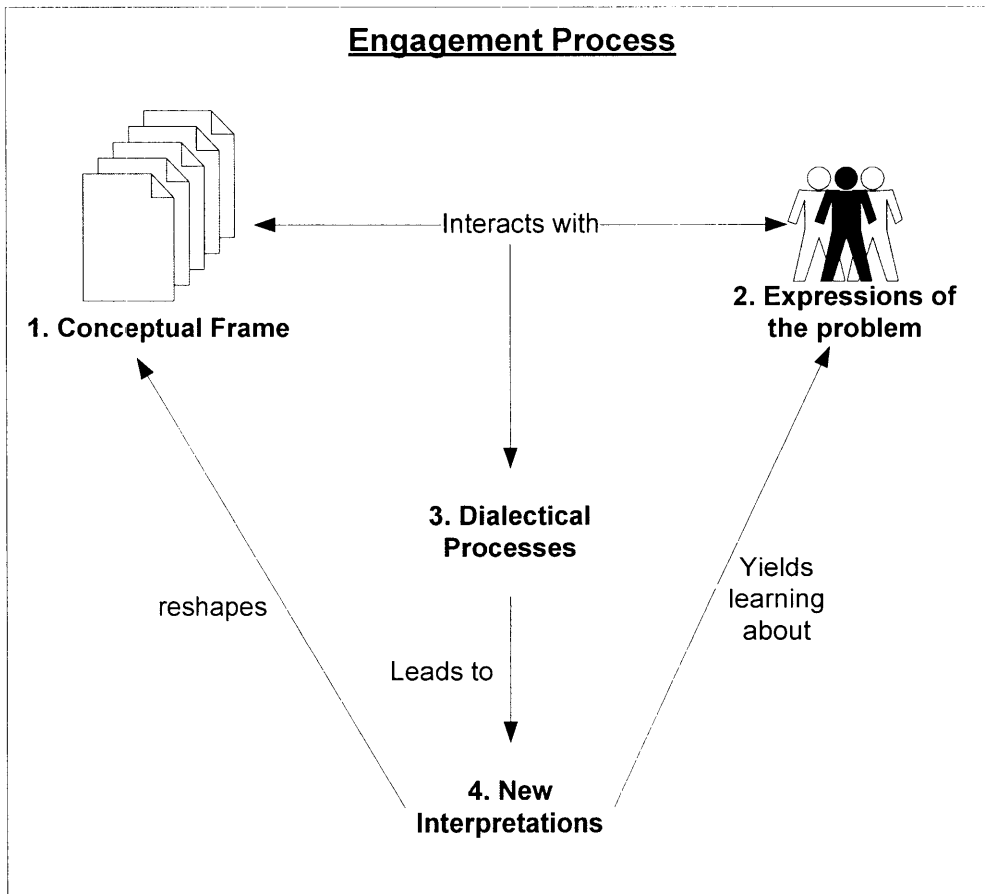 Engagement Process
Interacts with
1. Conceptual Frame
2. Expressions of
the problem
3. Dialectical
Processes
reshapes
Yields
learning
about
Leads to
4. New
Interpretations